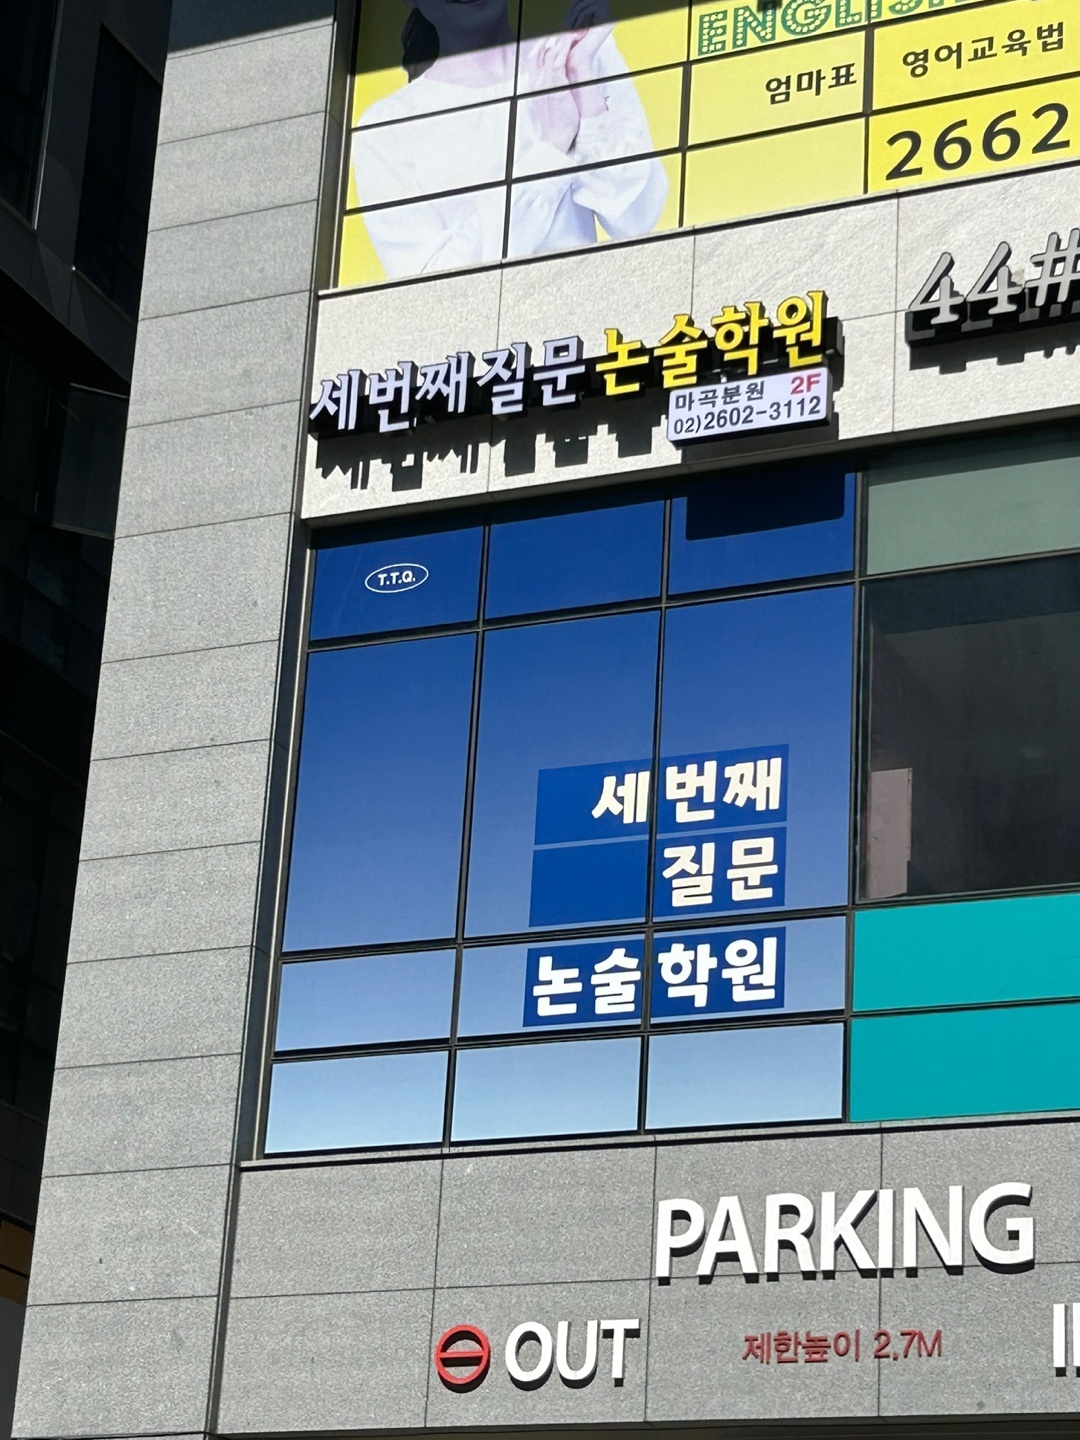 ENGLISH
엄마표 영어교육법
2662
44#
세번째 질문 논술학원
마곡분원 2F
02)2602-3112
T.T.Q.
세번째
질문
논술학원
PARKING
OUT
제한높이 2.7M